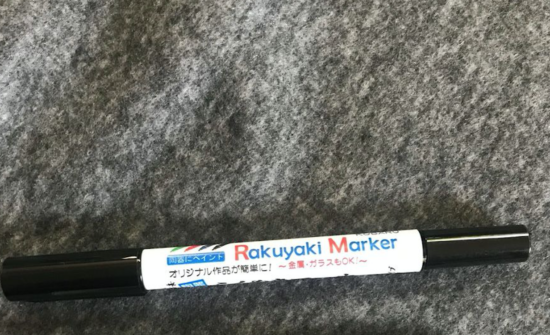 陶器にペイント Rakuyaki Marker
オリジナル作品が簡単に! ～金属・ガラスもOK!～